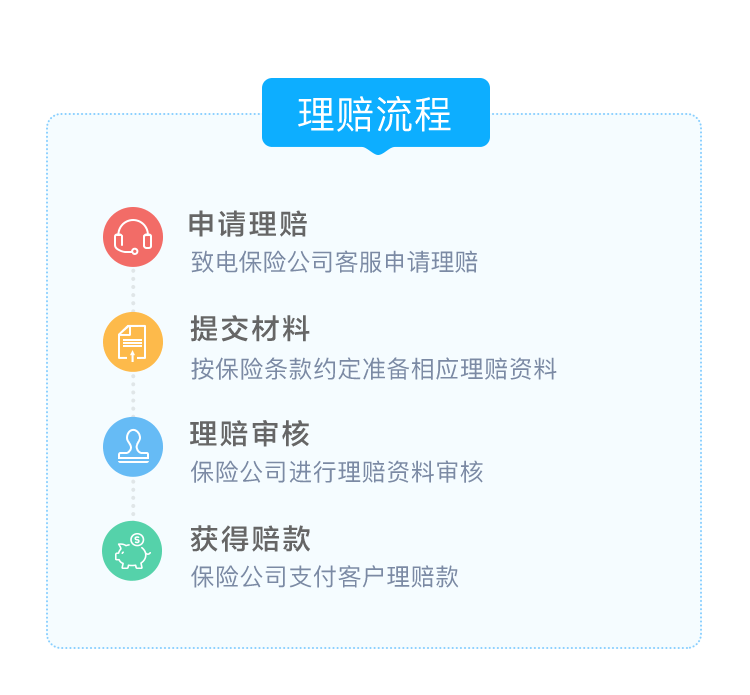 理赔流程
申请理赔
致电保险公司客服申请理赔
提交材料
按保险条款约定准备相应理赔资料
理赔审核
保险公司进行理赔资料审核
获得赔款
保险公司支付客户理赔款